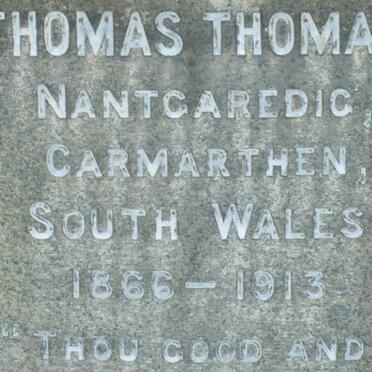 THOMAS THOMA
NANTGAREDIG,
CARMARTHEN,
SOUTH WALES
1866 — 1913
"THOU GOOD AND